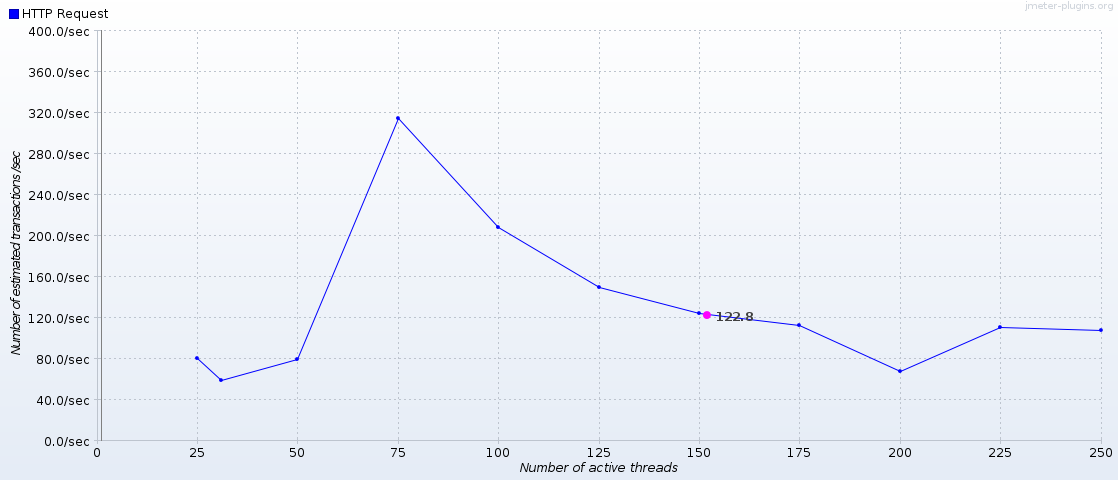 HTTP Request
jmeter-plugins.org
400.0/sec
360.0/sec
320.0/sec
280.0/sec
240.0/sec
200.0/sec
160.0/sec
120.0/sec
80.0/sec
40.0/sec
0.0/sec
Number of estimated transactions /sec
122.8
0 25 50 75 100 125 150 175 200 225 250
Number of active threads